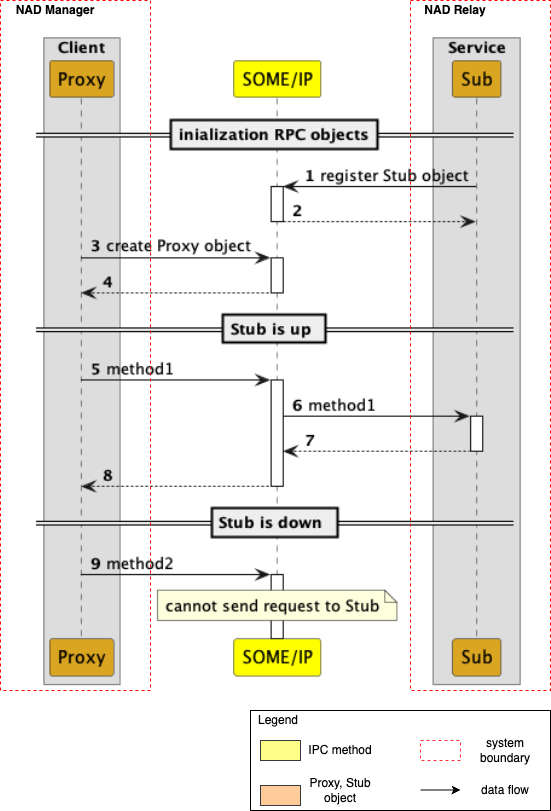 NAD Manager
NAD Relay
Client
Service
Proxy
SOME/IP
Sub
inialization RPC objects
1 register Stub object
2
3 create Proxy object
4
Stub is up
5 method1
6 method1
7
8
Stub is down
9 method2
cannot send request to Stub
Proxy
SOME/IP
Sub
Legend
IPC method
system
boundary
Proxy, Stub
object
data flow